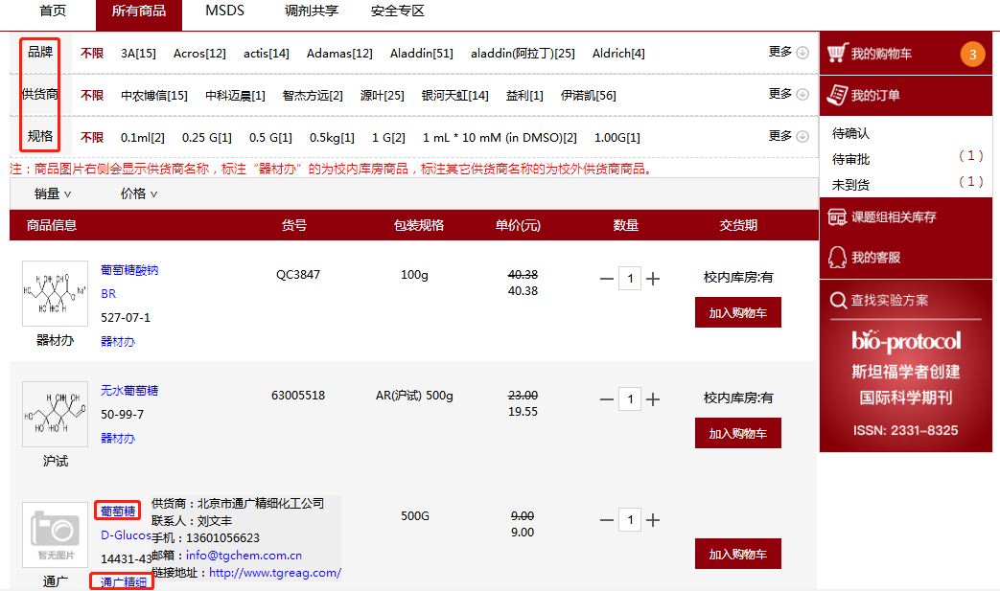 首页 所有商品 MSDS 调剂共享 安全专区
品牌 不限 3A[15] Acros[12] actis[14] Adamas[12] Aladdin[51] aladdin(阿拉丁)[25] Aldrich[4] 更多
供货商 不限 中农博信[15] 中科迈晨[1] 智杰方远[2] 源叶[25] 银河天虹[14] 益利[1] 伊诺凯[56] 更多
规格 不限 0.1ml[2] 0.25 G[1] 0.5 G[1] 0.5kg[1] 1 G[2] 1 mL * 10 mM (in DMSO)[2] 1.00G[1] 更多
注：商品图片右侧会显示供货商名称，标注“器材办”的为校内库房商品，标注其它供货商名称的为校外供货商商品。
销量 价格
商品信息 货号 包装规格 单价(元) 数量 交货期
葡萄糖酸钠 QC3847 100g 40.38 1 校内库房:有
BR 40.38
527-07-1 加入购物车
器材办 器材办
无水葡萄糖 63005518 AR(沪试) 500g 23.00 1 校内库房:有
50-99-7 19.55
器材办 加入购物车
沪试
葡萄糖 供货商：北京市通广精细化工公司 500G 9.00 1
联系人：刘文丰 9.00
D-Glucos 手机：13601056623
14431-43 邮箱：info@tgchem.com.cn 加入购物车
暂无图片
通广 通广精细 链接地址：http://www.tgreag.com/
我的购物车 3
我的订单
待确认
待审批 (1)
未到货 (1)
课题组相关库存
我的客服
查找实验方案
bio-protocol
斯坦福学者创建
国际科学期刊
ISSN: 2331-8325